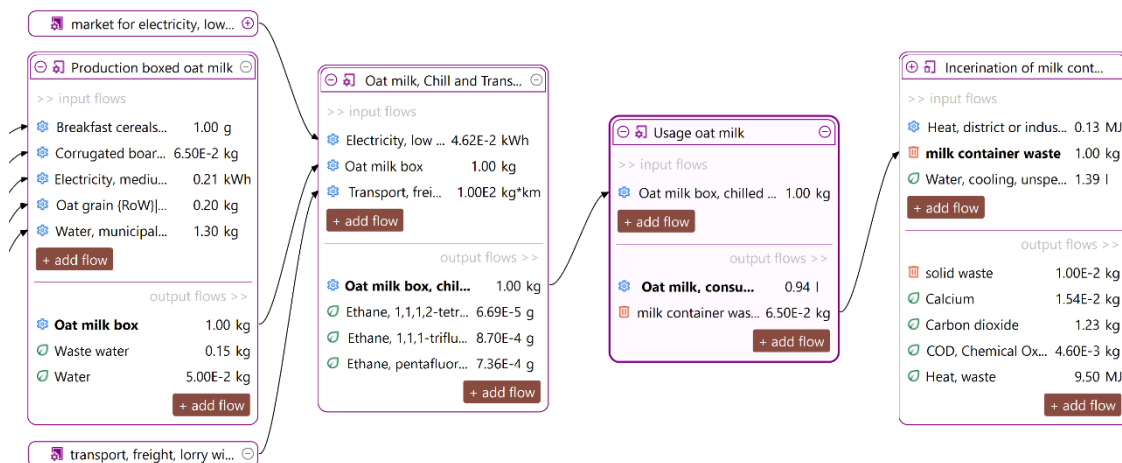 market for electricity, low...
Production boxed oat milk
>> input flows
Breakfast cereals... 1.00 g
Corrugated boar... 6.50E-2 kg
Electricity, mediu... 0.21 kWh
Oat grain {RoW}|... 0.20 kg
Water, municipal... 1.30 kg
+ add flow
output flows >>
Oat milk box 1.00 kg
Waste water 0.15 kg
Water 5.00E-2 kg
+ add flow
transport, freight, lorry wi...
Oat milk, Chill and Trans...
>> input flows
Electricity, low ... 4.62E-2 kWh
Oat milk box 1.00 kg
Transport, frei... 1.00E2 kg*km
+ add flow
output flows >>
Oat milk box, chil... 1.00 kg
Ethane, 1,1,1,2-tetr... 6.69E-5 g
Ethane, 1,1,1-triflu... 8.70E-4 g
Ethane, pentafluor... 7.36E-4 g
+ add flow
Usage oat milk
>> input flows
Oat milk box, chilled ... 1.00 kg
+ add flow
output flows >>
Oat milk, consu... 0.94 l
milk container was... 6.50E-2 kg
+ add flow
Incerination of milk cont...
>> input flows
Heat, district or indus... 0.13 MJ
milk container waste 1.00 kg
Water, cooling, unspe... 1.39 l
+ add flow
output flows >>
solid waste 1.00E-2 kg
Calcium 1.54E-2 kg
Carbon dioxide 1.23 kg
COD, Chemical Ox... 4.60E-3 kg
Heat, waste 9.50 MJ
+ add flow